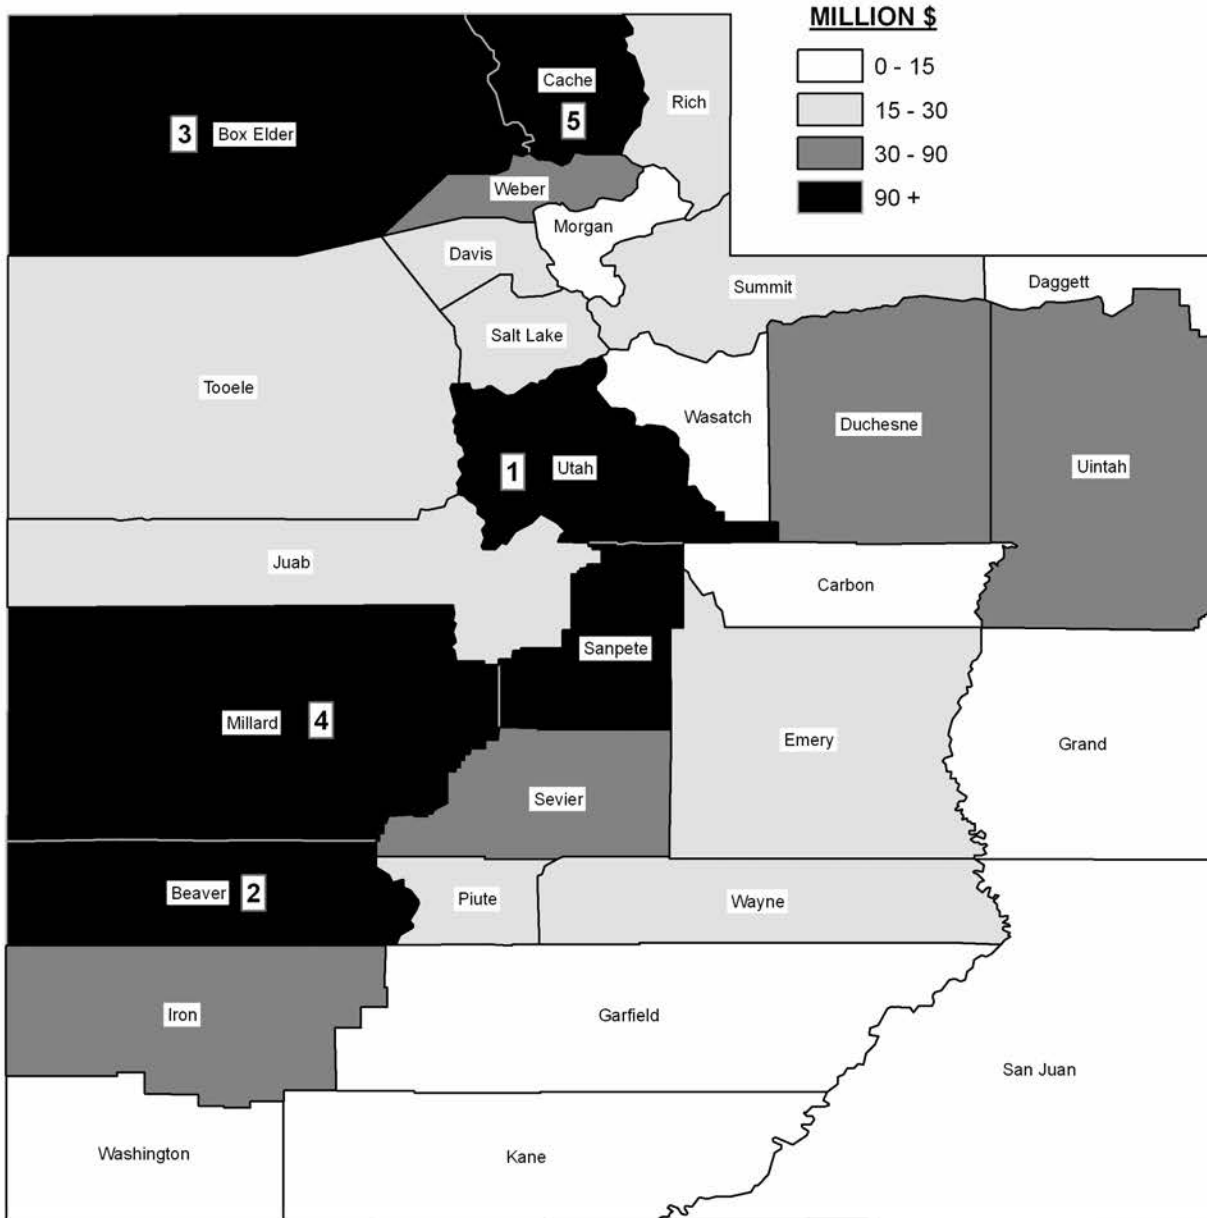 MILLION $
0 - 15
15 - 30
30 - 90
90 +
Cache
5
Rich
3 Box Elder
Weber
Morgan
Davis
Summit
Daggett
Salt Lake
Tooele
Wasatch
Duchesne
1 Utah
Uintah
Juab
Carbon
Sanpete
Millard 4
Emery
Grand
Sevier
Beaver 2
Piute
Wayne
Iron
Garfield
San Juan
Washington
Kane